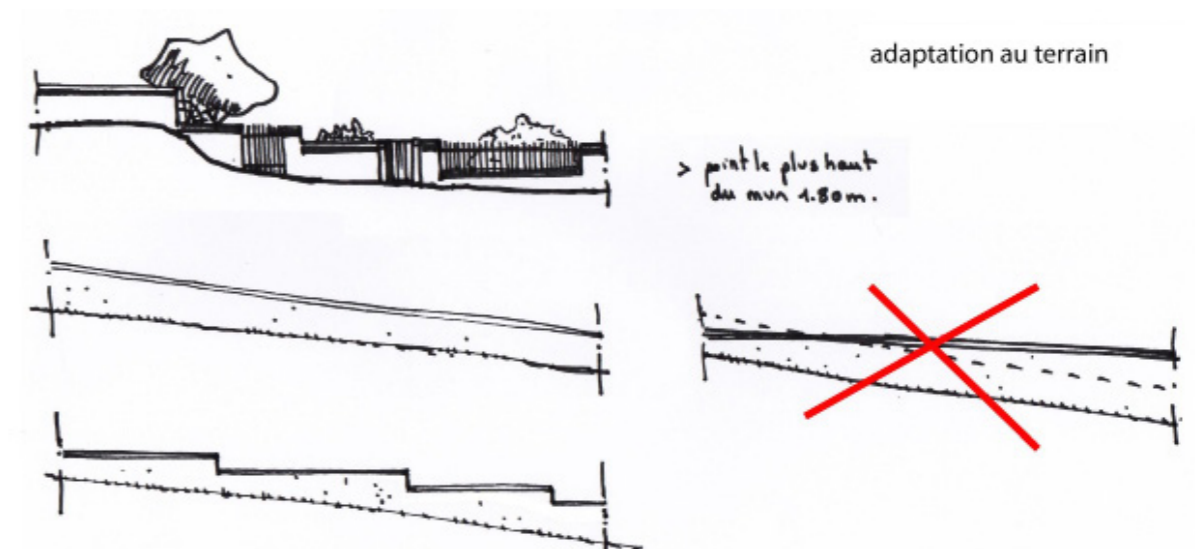 adaptation au terrain
> point le plus haut
du mur 1.80m.